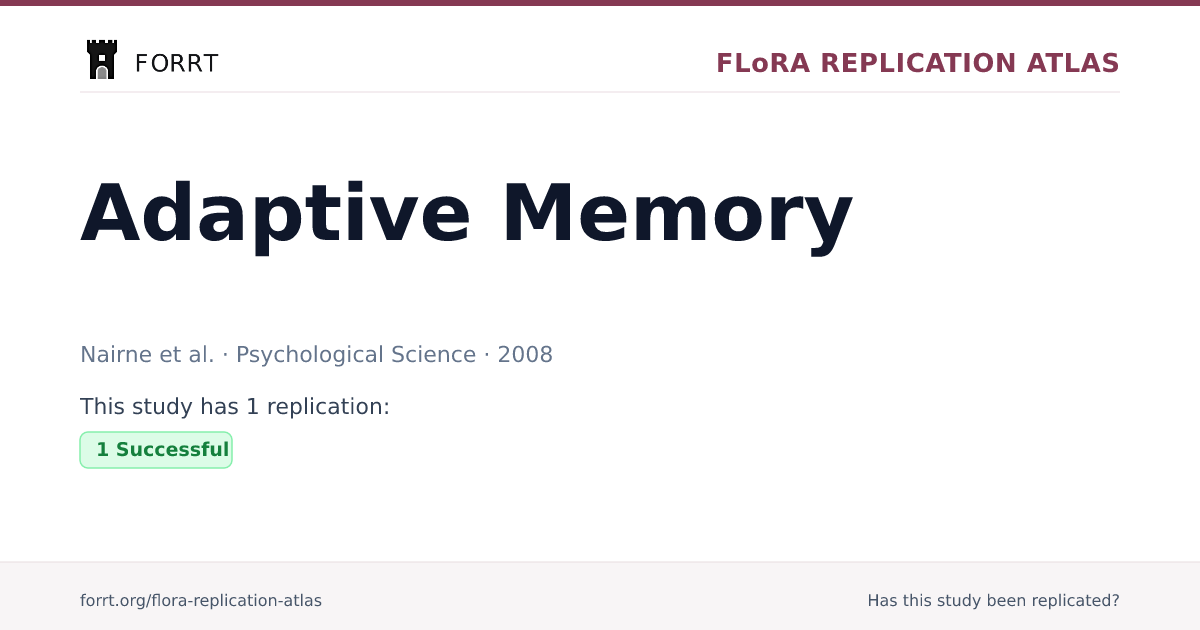 FORRT
FLoRA REPLICATION ATLAS
Adaptive Memory
Nairne et al. · Psychological Science · 2008
This study has 1 replication:
1 Successful
forrt.org/flora-replication-atlas
Has this study been replicated?